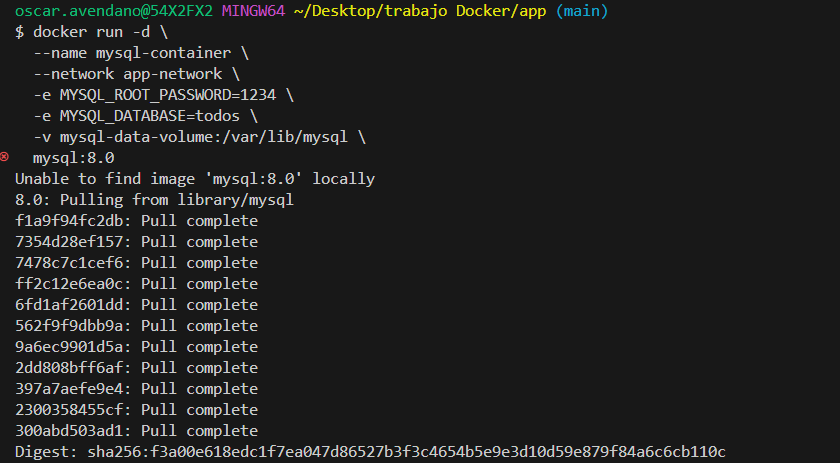 oscar.avendano@54X2FX2 MINGW64 ~/Desktop/trabajo Docker/app (main)
$ docker run -d \
  --name mysql-container \
  --network app-network \
  -e MYSQL_ROOT_PASSWORD=1234 \
  -e MYSQL_DATABASE=todos \
  -v mysql-data-volume:/var/lib/mysql \
  mysql:8.0
Unable to find image 'mysql:8.0' locally
8.0: Pulling from library/mysql
f1a9f94fc2db: Pull complete
7354d28ef157: Pull complete
7478c7c1cef6: Pull complete
ff2c12e6ea0c: Pull complete
6fd1af2601dd: Pull complete
562f9f9dbb9a: Pull complete
9a6ec9901d5a: Pull complete
2dd808bff6af: Pull complete
397a7aefe9e4: Pull complete
2300358455cf: Pull complete
300abd503ad1: Pull complete
Digest: sha256:f3a00e618edc1f7ea047d86527b3f3c4654b5e9e3d10d59e879f84a6c6cb110c